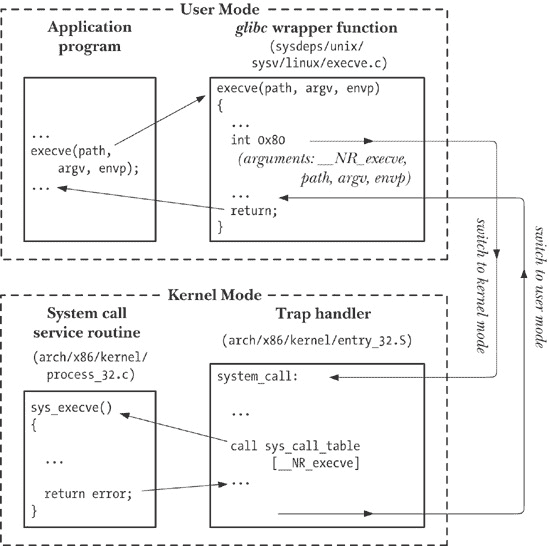 User Mode
Application
program
...
execve(path,
argv, envp);
...
glibc wrapper function
(sysdeps/unix/
sysv/linux/execve.c)
execve(path, argv, envp)
{
...
int 0x80
(arguments: __NR_execve,
path, argv, envp)
...
return;
}
switch to kernel mode
switch to user mode
Kernel Mode
System call
service routine
(arch/x86/kernel/
process_32.c)
sys_execve()
{
...
return error;
}
Trap handler
(arch/x86/kernel/entry_32.S)
system_call:
...
call sys_call_table
[__NR_execve]
...